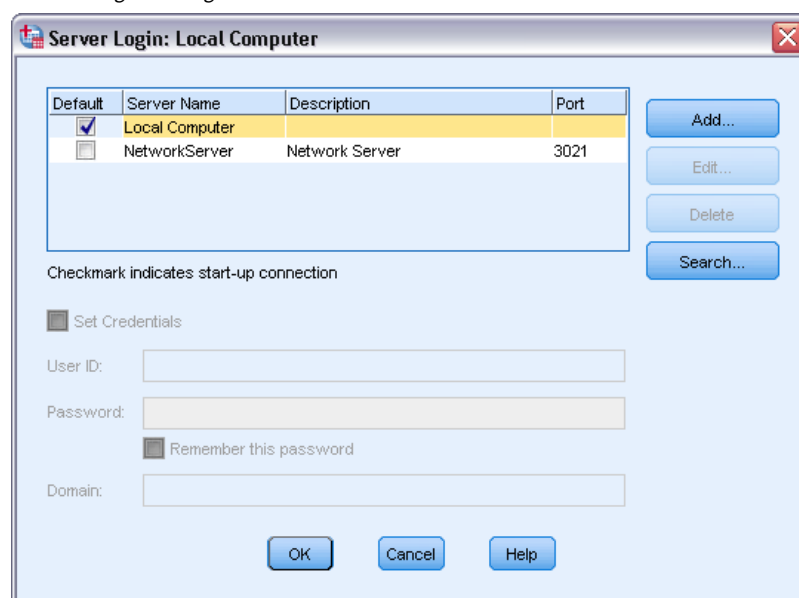 Server Login: Local Computer
Default Server Name Description Port
Local Computer
NetworkServer Network Server 3021
Add...
Edit...
Delete
Search...
Checkmark indicates start-up connection
Set Credentials
User ID:
Password:
Remember this password
Domain:
OK Cancel Help